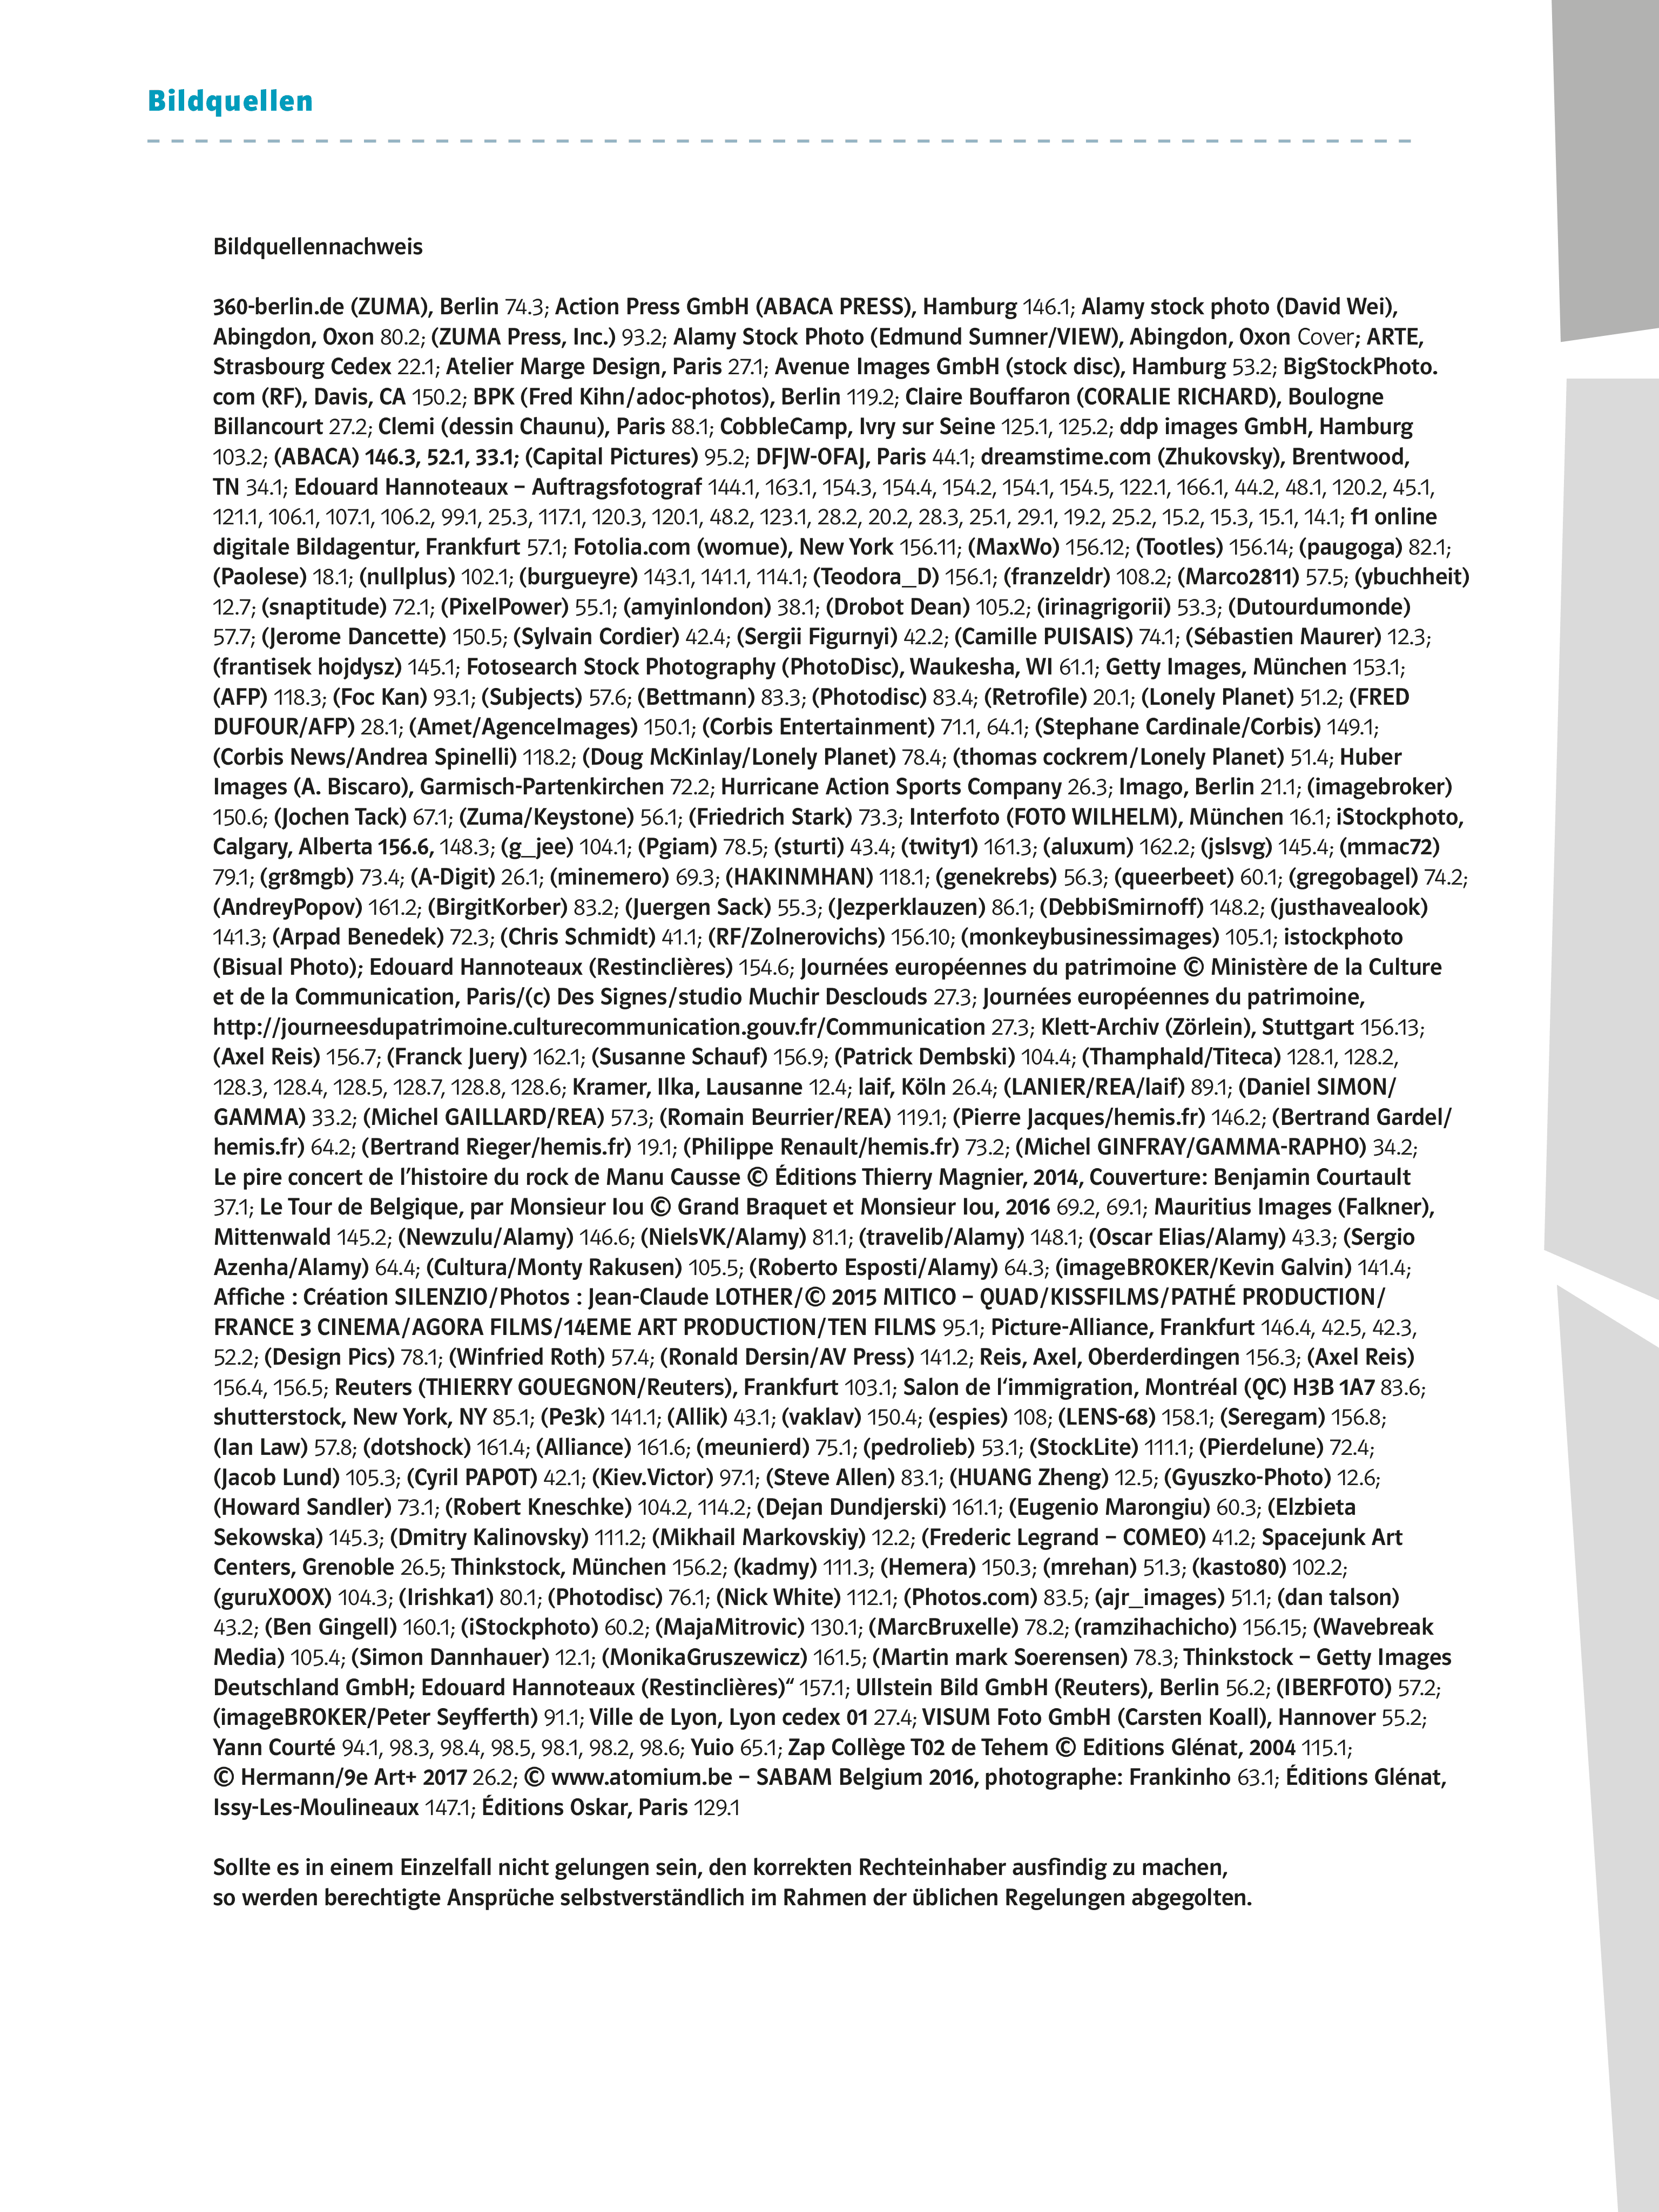 Bildquellen
Bildquellennachweis
360-berlin.de (ZUMA), Berlin 74.3; Action Press GmbH (ABACA PRESS), Hamburg 146.1; Alamy stock photo (David Wei),
Abingdon, Oxon 80.2; (ZUMA Press, Inc.) 93.2; Alamy Stock Photo (Edmund Sumner/VIEW), Abingdon, Oxon Cover; ARTE,
Strasbourg Cedex 22.1; Atelier Marge Design, Paris 27.1; Avenue Images GmbH (stock disc), Hamburg 53.2; BigStockPhoto.
com (RF), Davis, CA 150.2; BPK (Fred Kihn/adoc-photos), Berlin 119.2; Claire Bouffaron (CORALIE RICHARD), Boulogne
Billancourt 27.2; Clemi (dessin Chaunu), Paris 88.1; CobbleCamp, Ivry sur Seine 125.1, 125.2; ddp images GmbH, Hamburg
103.2; (ABACA) 146.3, 52.1, 33.1; (Capital Pictures) 95.2; DFJW-OFAJ, Paris 44.1; dreamstime.com (Zhukovsky), Brentwood,
TN 34.1; Edouard Hannoteaux – Auftragsfotograf 144.1, 163.1, 154.3, 154.4, 154.2, 154.1, 154.5, 122.1, 166.1, 44.2, 48.1, 120.2, 45.1,
121.1, 106.1, 107.1, 106.2, 99.1, 25.3, 117.1, 120.3, 120.1, 48.2, 123.1, 28.2, 20.2, 28.3, 25.1, 29.1, 19.2, 25.2, 15.2, 15.3, 15.1, 14.1; f1 online
digitale Bildagentur, Frankfurt 57.1; Fotolia.com (womue), New York 156.11; (MaxWo) 156.12; (Tootles) 156.14; (paugoga) 82.1;
(Paolese) 18.1; (nullplus) 102.1; (burgueyre) 143.1, 141.1, 114.1; (Teodora_D) 156.1; (franzeldr) 108.2; (Marco2811) 57.5; (ybuchheit)
12.7; (snaptitude) 72.1; (PixelPower) 55.1; (amyinlondon) 38.1; (Drobot Dean) 105.2; (irinagrigorii) 53.3; (Dutourdumonde)
57.7; (Jerome Dancette) 150.5; (Sylvain Cordier) 42.4; (Sergii Figurnyi) 42.2; (Camille PUISAIS) 74.1; (Sébastien Maurer) 12.3;
(frantisek hojdysz) 145.1; Fotosearch Stock Photography (PhotoDisc), Waukesha, WI 61.1; Getty Images, München 153.1;
(AFP) 118.3; (Foc Kan) 93.1; (Subjects) 57.6; (Bettmann) 83.3; (Photodisc) 83.4; (Retrofile) 20.1; (Lonely Planet) 51.2; (FRED
DUFOUR/AFP) 28.1; (Amet/AgenceImages) 150.1; (Corbis Entertainment) 71.1, 64.1; (Stephane Cardinale/Corbis) 149.1;
(Corbis News/Andrea Spinelli) 118.2; (Doug McKinlay/Lonely Planet) 78.4; (thomas cockrem/Lonely Planet) 51.4; Huber
Images (A. Biscaro), Garmisch-Partenkirchen 72.2; Hurricane Action Sports Company 26.3; Imago, Berlin 21.1; (imagebroker)
150.6; (Jochen Tack) 67.1; (Zuma/Keystone) 56.1; (Friedrich Stark) 73.3; Interfoto (FOTO WILHELM), München 16.1; iStockphoto,
Calgary, Alberta 156.6, 148.3; (g_jee) 104.1; (Pgiam) 78.5; (sturti) 43.4; (twity1) 161.3; (aluxum) 162.2; (jslsvg) 145.4; (mmac72)
79.1; (gr8mgb) 73.4; (A-Digit) 26.1; (minemero) 69.3; (HAKINMHAN) 118.1; (genekrebs) 56.3; (queerbeet) 60.1; (gregobagel) 74.2;
(AndreyPopov) 161.2; (BirgitKorber) 83.2; (Juergen Sack) 55.3; (Jezperklauzen) 86.1; (DebbiSmirnoff) 148.2; (justhavealook)
141.3; (Arpad Benedek) 72.3; (Chris Schmidt) 41.1; (RF/Zolnerovichs) 156.10; (monkeybusinessimages) 105.1; istockphoto
(Bisual Photo); Edouard Hannoteaux (Restinclières) 154.6; Journées européennes du patrimoine © Ministère de la Culture
et de la Communication, Paris/(c) Des Signes/studio Muchir Desclouds 27.3; Journées européennes du patrimoine,
http://journeesdupatrimoine.culturecommunication.gouv.fr/Communication 27.3; Klett-Archiv (Zörlein), Stuttgart 156.13;
(Axel Reis) 156.7; (Franck Juery) 162.1; (Susanne Schauf) 156.9; (Patrick Dembski) 104.4; (Thamphald/Titeca) 128.1, 128.2,
128.3, 128.4, 128.5, 128.7, 128.8, 128.6; Kramer, Ilka, Lausanne 12.4; laif, Köln 26.4; (LANIER/REA/laif) 89.1; (Daniel SIMON/
GAMMA) 33.2; (Michel GAILLARD/REA) 57.3; (Romain Beurrier/REA) 119.1; (Pierre Jacques/hemis.fr) 146.2; (Bertrand Gardel/
hemis.fr) 64.2; (Bertrand Rieger/hemis.fr) 19.1; (Philippe Renault/hemis.fr) 73.2; (Michel GINFRAY/GAMMA-RAPHO) 34.2;
Le pire concert de l’histoire du rock de Manu Causse © Éditions Thierry Magnier, 2014, Couverture: Benjamin Courtault
37.1; Le Tour de Belgique, par Monsieur Iou © Grand Braquet et Monsieur Iou, 2016 69.2, 69.1; Mauritius Images (Falkner),
Mittenwald 145.2; (Newzulu/Alamy) 146.6; (NielsVK/Alamy) 81.1; (travelib/Alamy) 148.1; (Oscar Elias/Alamy) 43.3; (Sergio
Azenha/Alamy) 64.4; (Cultura/Monty Rakusen) 105.5; (Roberto Esposti/Alamy) 64.3; (imageBROKER/Kevin Galvin) 141.4;
Affiche : Création SILENZIO/Photos : Jean-Claude LOTHER/© 2015 MITICO – QUAD/KISSFILMS/PATHÉ PRODUCTION/
FRANCE 3 CINEMA/AGORA FILMS/14EME ART PRODUCTION/TEN FILMS 95.1; Picture-Alliance, Frankfurt 146.4, 42.5, 42.3,
52.2; (Design Pics) 78.1; (Winfried Roth) 57.4; (Ronald Dersin/AV Press) 141.2; Reis, Axel, Oberderdingen 156.3; (Axel Reis)
156.4, 156.5; Reuters (THIERRY GOUEGNON/Reuters), Frankfurt 103.1; Salon de l‘immigration, Montréal (QC) H3B 1A7 83.6;
shutterstock, New York, NY 85.1; (Pe3k) 141.1; (Allik) 43.1; (vaklav) 150.4; (espies) 108; (LENS-68) 158.1; (Seregam) 156.8;
(Ian Law) 57.8; (dotshock) 161.4; (Alliance) 161.6; (meunierd) 75.1; (pedrolieb) 53.1; (StockLite) 111.1; (Pierdelune) 72.4;
(Jacob Lund) 105.3; (Cyril PAPOT) 42.1; (Kiev.Victor) 97.1; (Steve Allen) 83.1; (HUANG Zheng) 12.5; (Gyuszko-Photo) 12.6;
(Howard Sandler) 73.1; (Robert Kneschke) 104.2, 114.2; (Dejan Dundjerski) 161.1; (Eugenio Marongiu) 60.3; (Elzbieta
Sekowska) 145.3; (Dmitry Kalinovsky) 111.2; (Mikhail Markovskiy) 12.2; (Frederic Legrand – COMEO) 41.2; Spacejunk Art
Centers, Grenoble 26.5; Thinkstock, München 156.2; (kadmy) 111.3; (Hemera) 150.3; (mrehan) 51.3; (kasto80) 102.2;
(guruXOOX) 104.3; (Irishka1) 80.1; (Photodisc) 76.1; (Nick White) 112.1; (Photos.com) 83.5; (ajr_images) 51.1; (dan talson)
43.2; (Ben Gingell) 160.1; (iStockphoto) 60.2; (MajaMitrovic) 130.1; (MarcBruxelle) 78.2; (ramzihachicho) 156.15; (Wavebreak
Media) 105.4; (Simon Dannhauer) 12.1; (MonikaGruszewicz) 161.5; (Martin mark Soerensen) 78.3; Thinkstock – Getty Images
Deutschland GmbH; Edouard Hannoteaux (Restinclières)“ 157.1; Ullstein Bild GmbH (Reuters), Berlin 56.2; (IBERFOTO) 57.2;
(imageBROKER/Peter Seyfferth) 91.1; Ville de Lyon, Lyon cedex 01 27.4; VISUM Foto GmbH (Carsten Koall), Hannover 55.2;
Yann Courté 94.1, 98.3, 98.4, 98.5, 98.1, 98.2, 98.6; Yuio 65.1; Zap Collège T02 de Tehem © Editions Glénat, 2004 115.1;
© Hermann/9e Art+ 2017 26.2; © www.atomium.be – SABAM Belgium 2016, photographe: Frankinho 63.1; Éditions Glénat,
Issy-Les-Moulineaux 147.1; Éditions Oskar, Paris 129.1
Sollte es in einem Einzelfall nicht gelungen sein, den korrekten Rechteinhaber ausfindig zu machen,
so werden berechtigte Ansprüche selbstverständlich im Rahmen der üblichen Regelungen abgegolten.